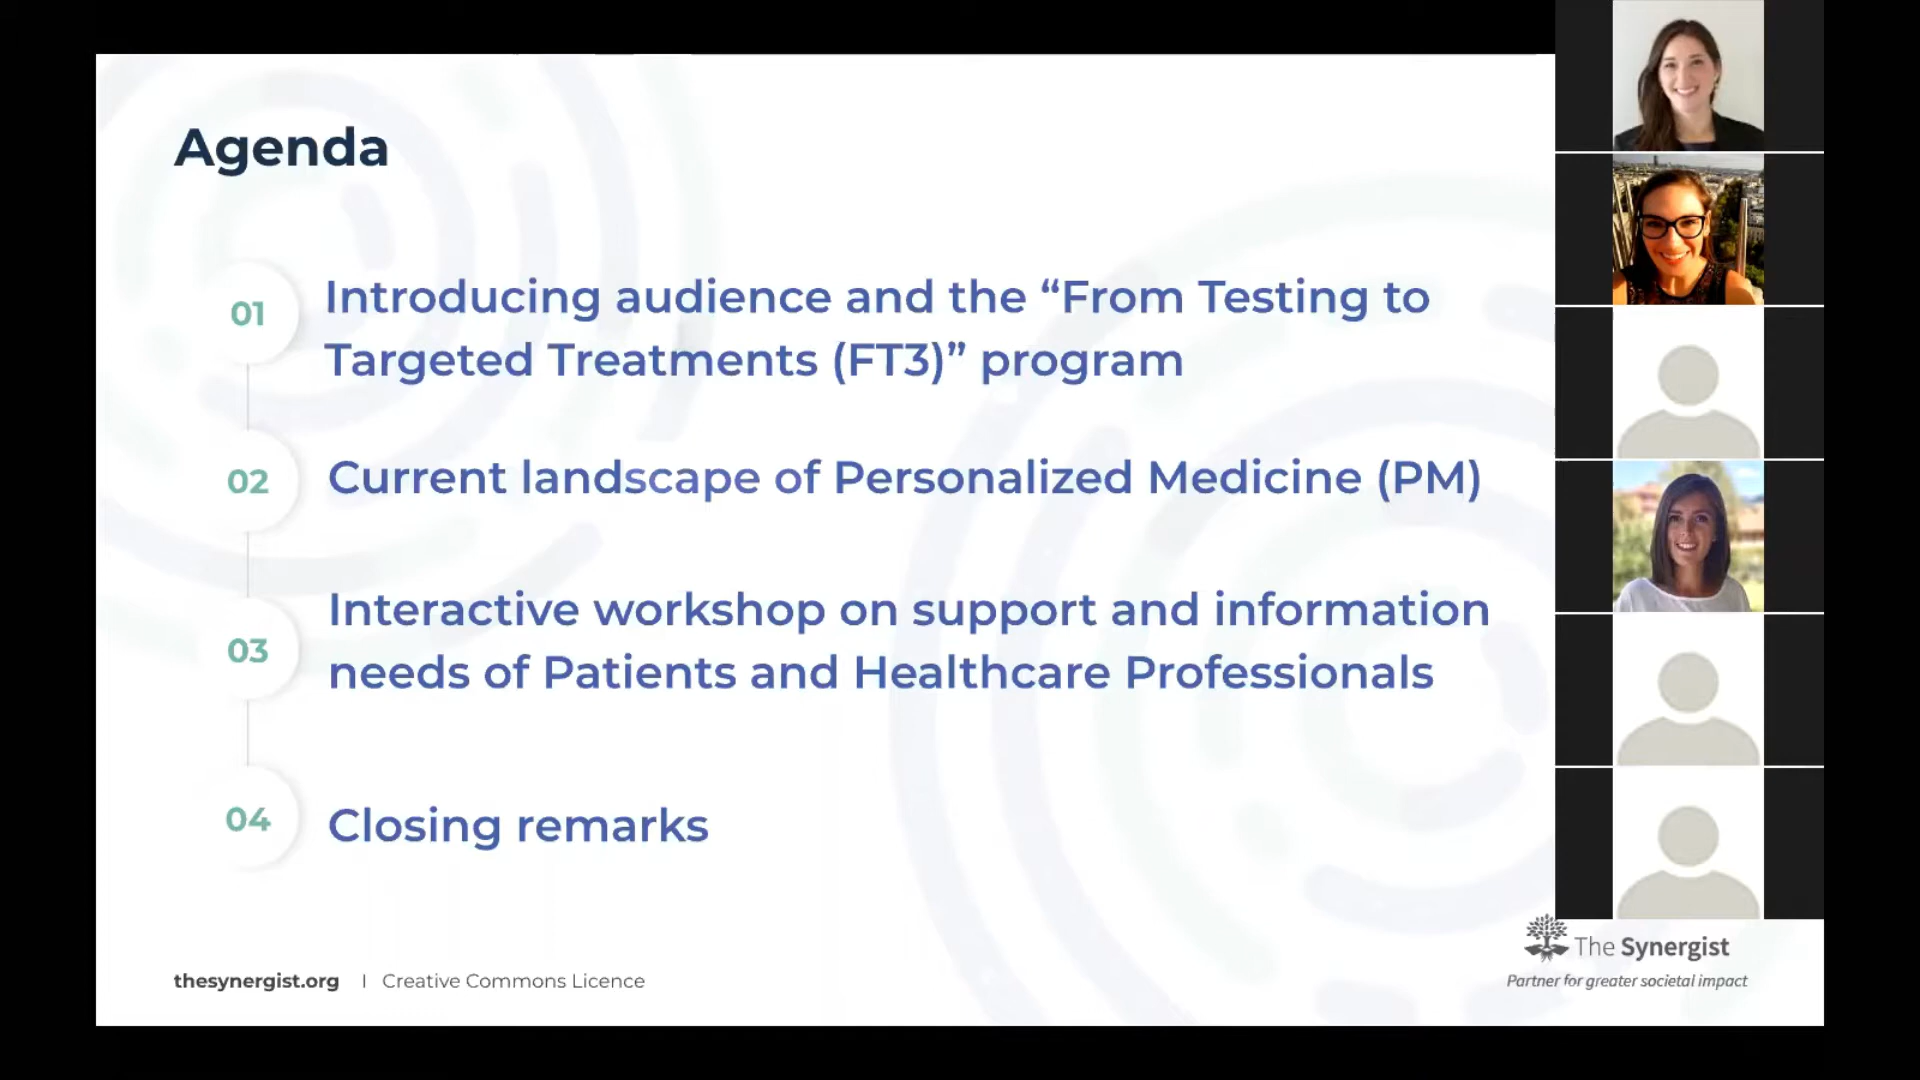 Agenda
01
Introducing audience and the “From Testing to
Targeted Treatments (FT3)” program
02
Current landscape of Personalized Medicine (PM)
03
Interactive workshop on support and information
needs of Patients and Healthcare Professionals
04
Closing remarks
thesynergist.org | Creative Commons Licence
The Synergist
Partner for greater societal impact